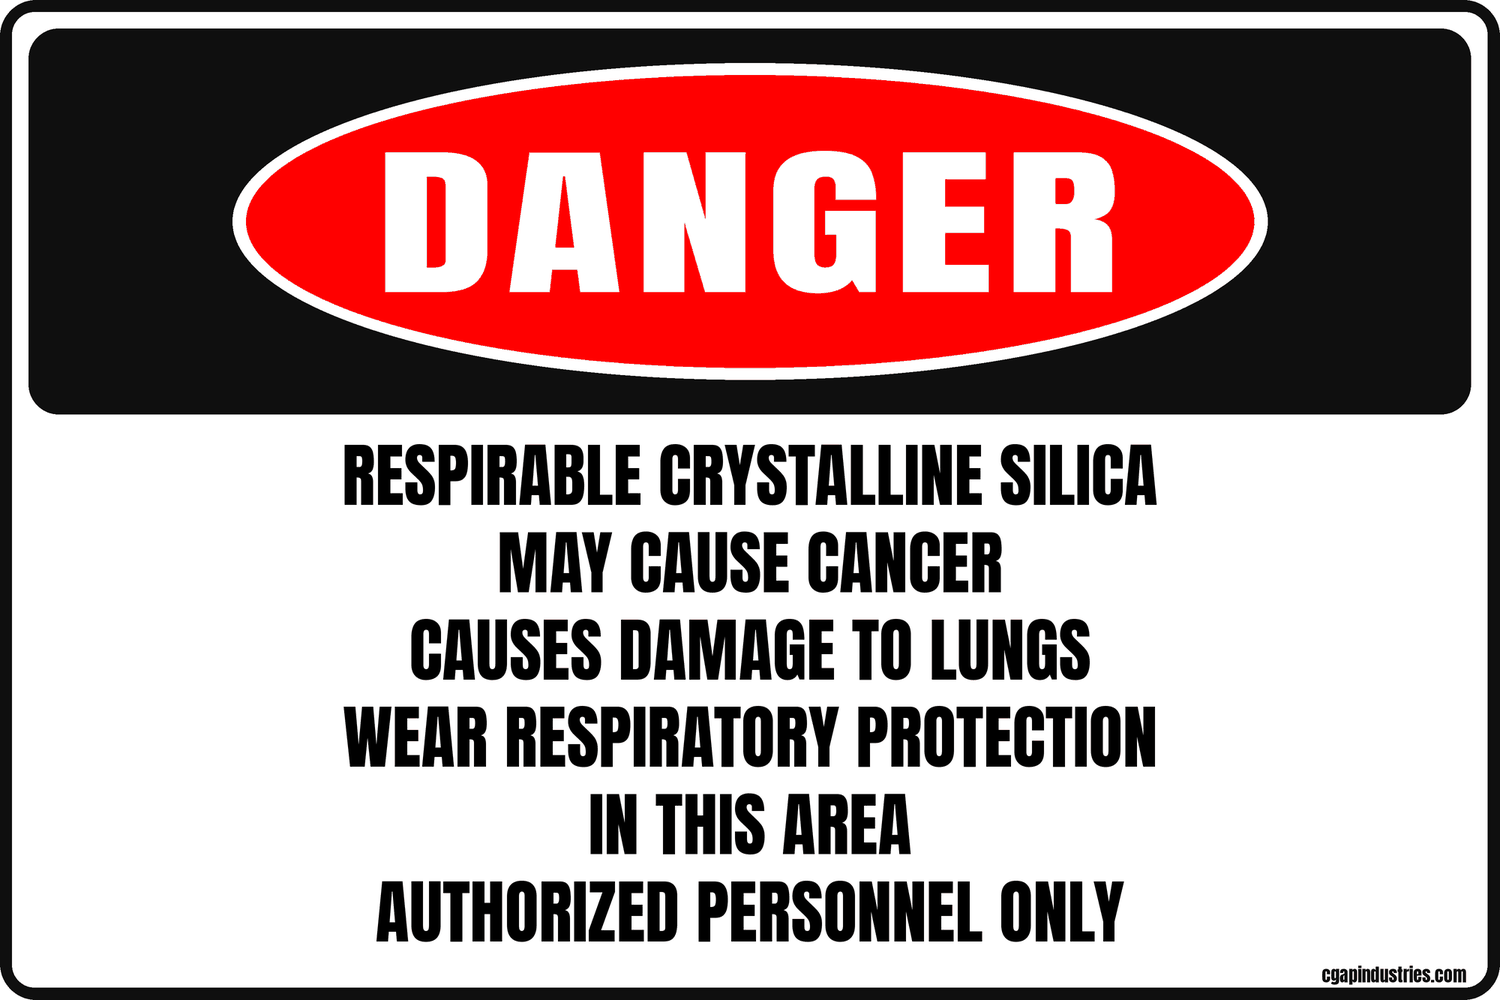 DANGER
RESPIRABLE CRYSTALLINE SILICA
MAY CAUSE CANCER
CAUSES DAMAGE TO LUNGS
WEAR RESPIRATORY PROTECTION
IN THIS AREA
AUTHORIZED PERSONNEL ONLY
cgapindustries.com